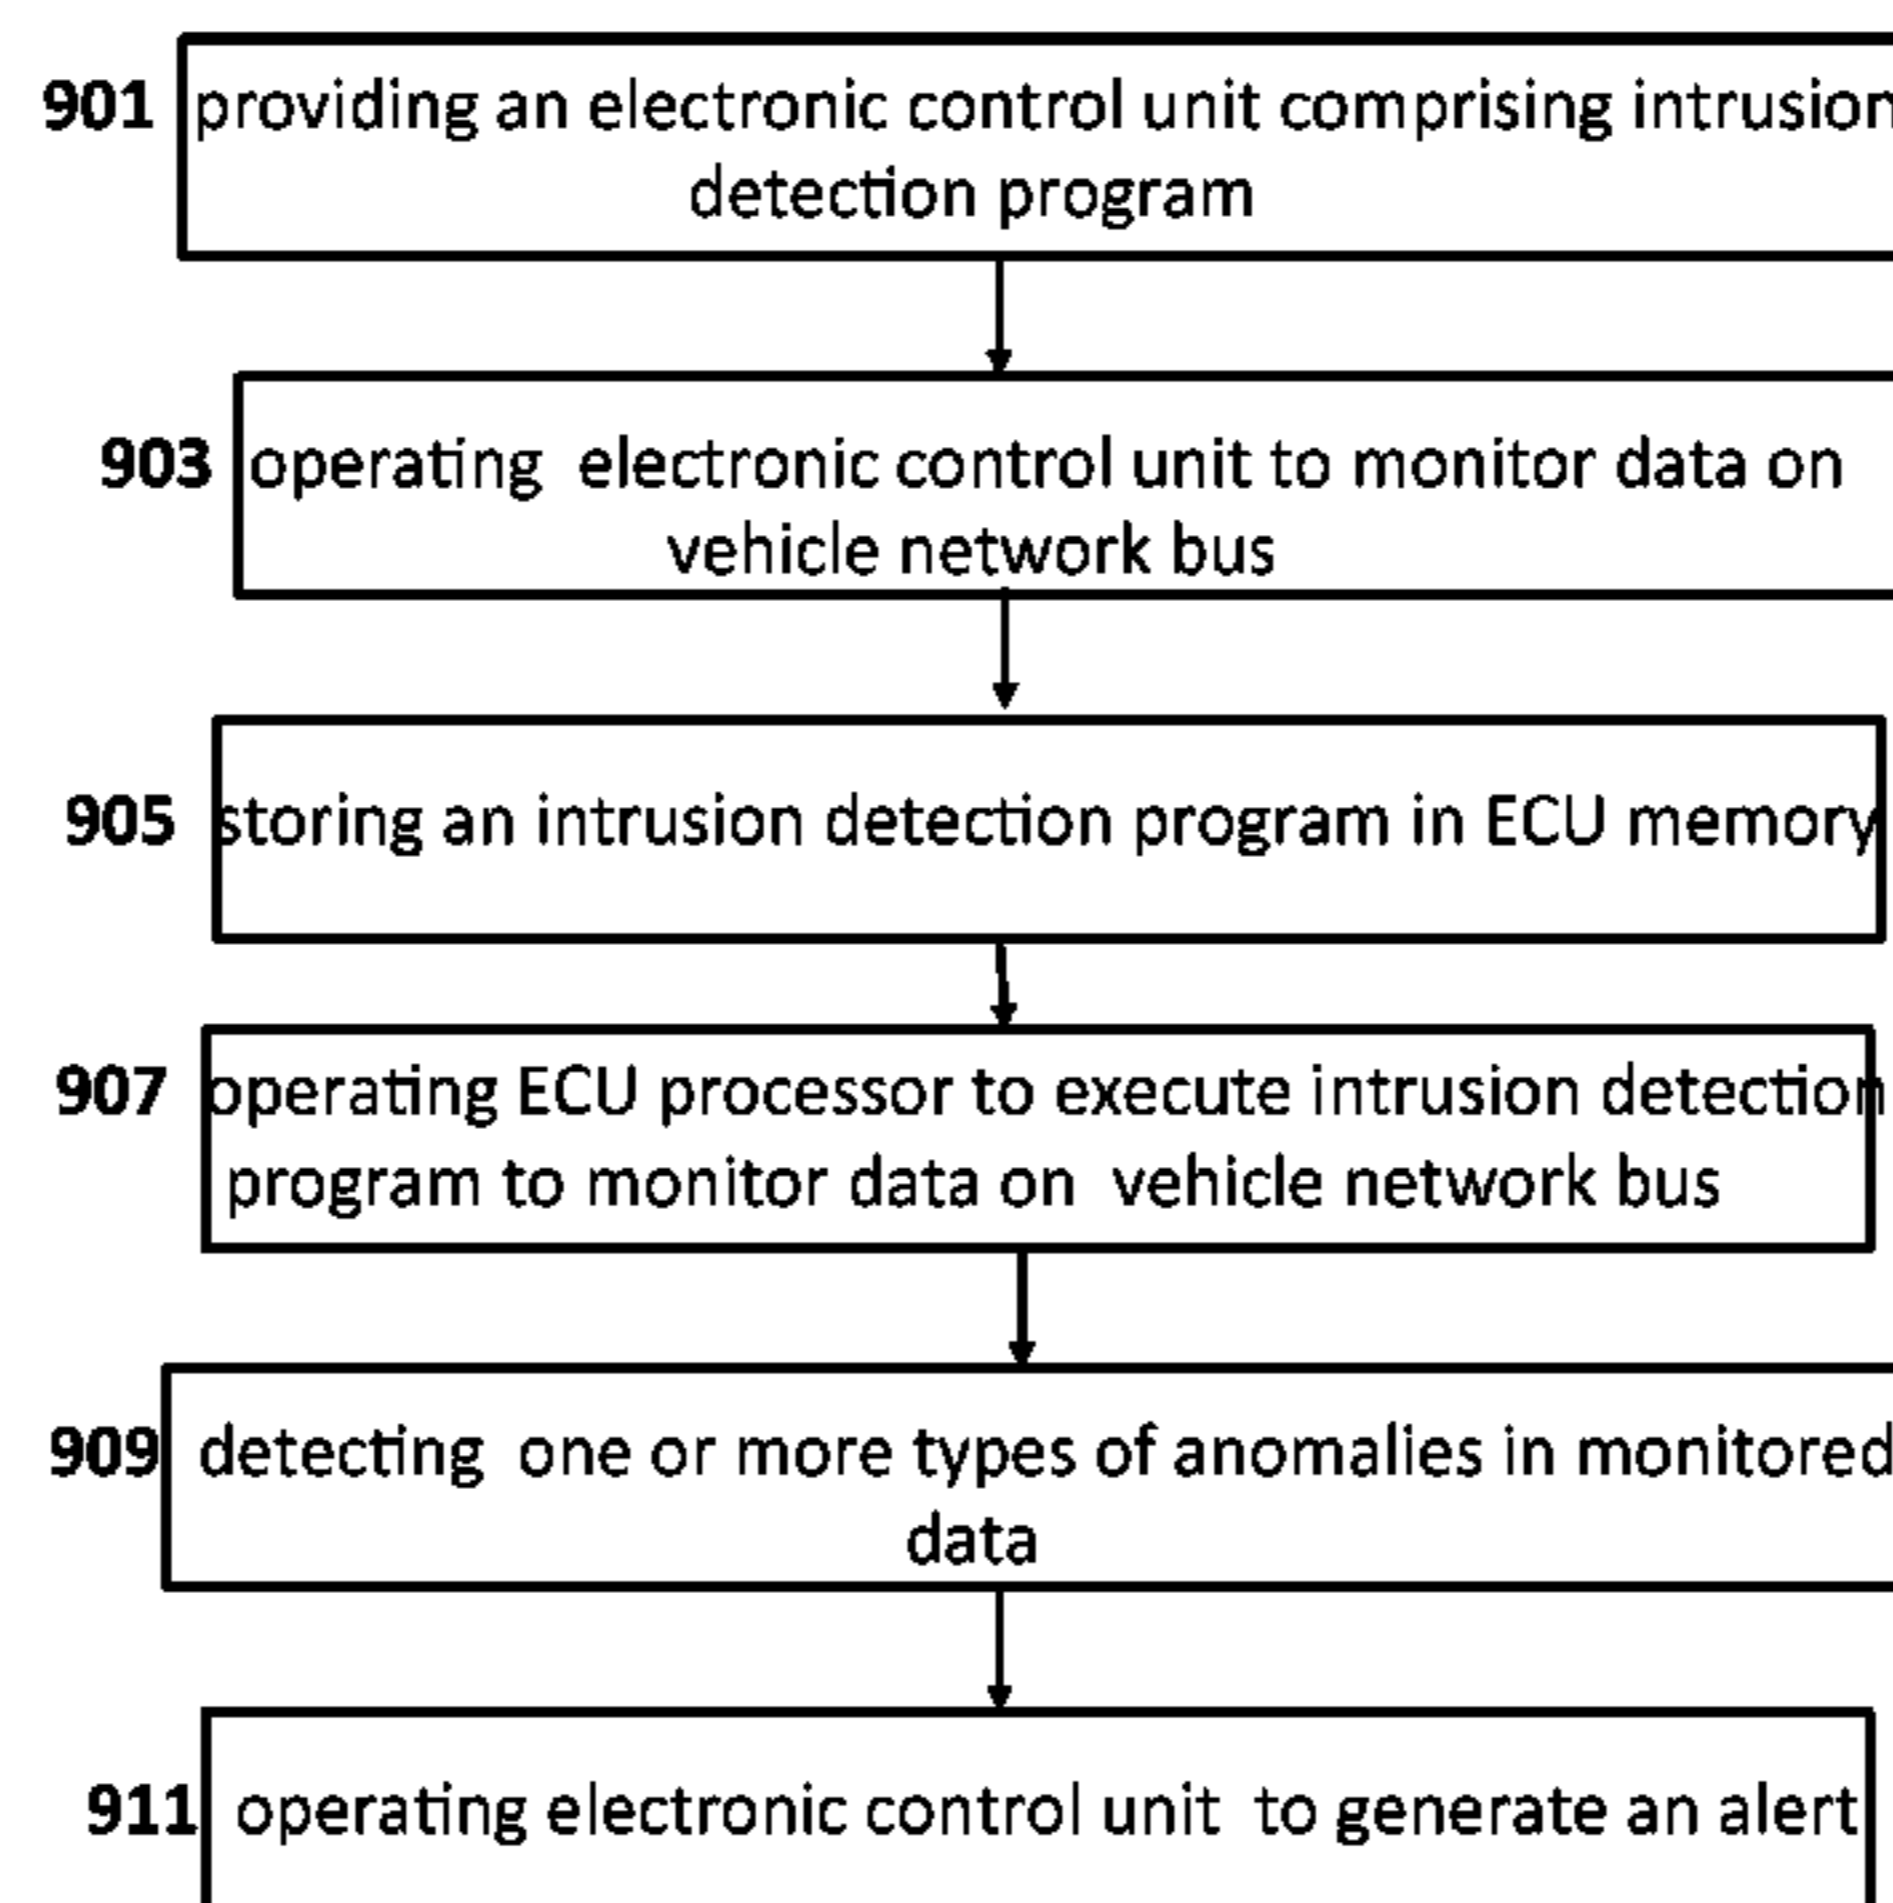 901 providing an electronic control unit comprising intrusion
detection program
903 operating electronic control unit to monitor data on
vehicle network bus
905 storing an intrusion detection program in ECU memory
907 operating ECU processor to execute intrusion detection
program to monitor data on vehicle network bus
909 detecting one or more types of anomalies in monitored
data
911 operating electronic control unit to generate an alert